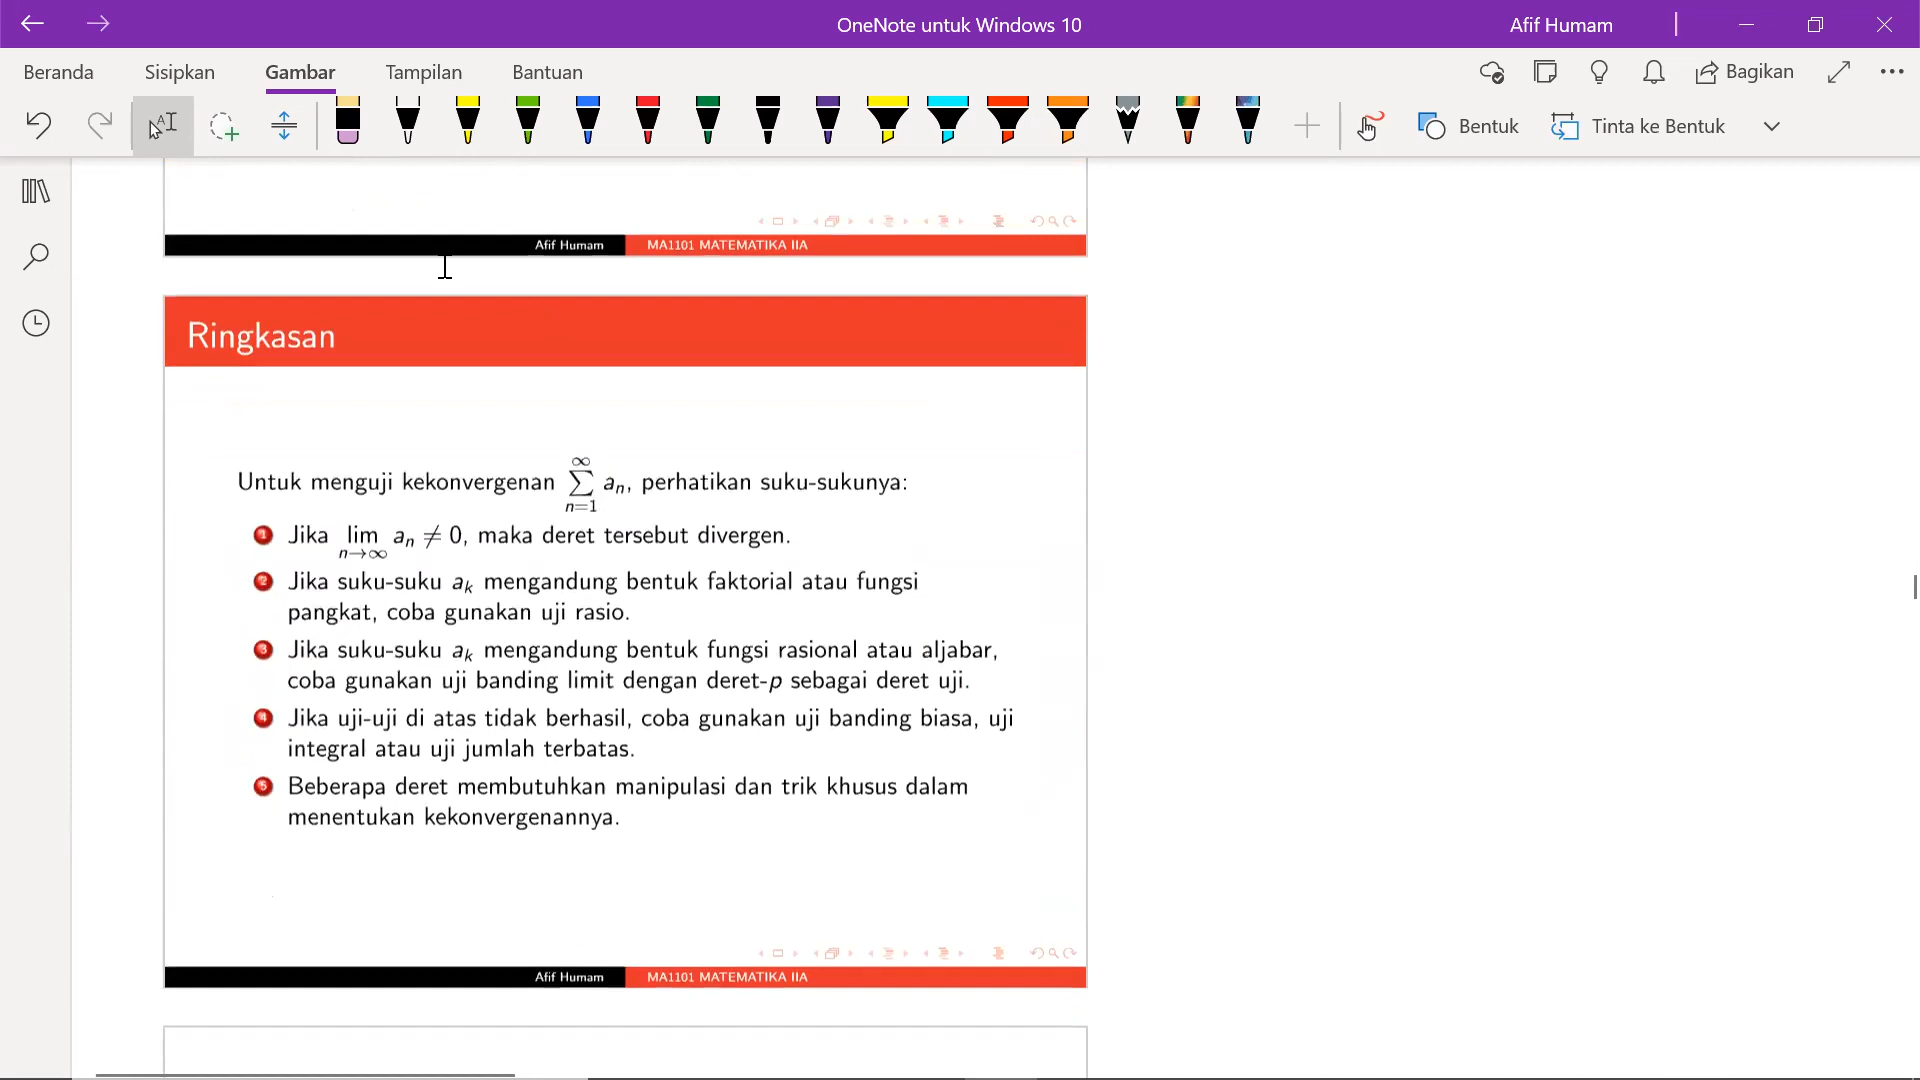 OneNote untuk Windows 10
Afif Humam
Beranda
Sisipkan
Gambar
Tampilan
Bantuan
Bagikan
Bentuk
Tinta ke Bentuk
Afif Humam
MA1101 MATEMATIKA IIA
Ringkasan
Untuk menguji kekonvergenan ∑_{n=1}^{∞} a_n, perhatikan suku-sukunya:
1 Jika lim_{n→∞} a_n ≠ 0, maka deret tersebut divergen.
2 Jika suku-suku a_k mengandung bentuk faktorial atau fungsi
pangkat, coba gunakan uji rasio.
3 Jika suku-suku a_k mengandung bentuk fungsi rasional atau aljabar,
coba gunakan uji banding limit dengan deret-p sebagai deret uji.
4 Jika uji-uji di atas tidak berhasil, coba gunakan uji banding biasa, uji
integral atau uji jumlah terbatas.
5 Beberapa deret membutuhkan manipulasi dan trik khusus dalam
menentukan kekonvergenannya.
Afif Humam
MA1101 MATEMATIKA IIA